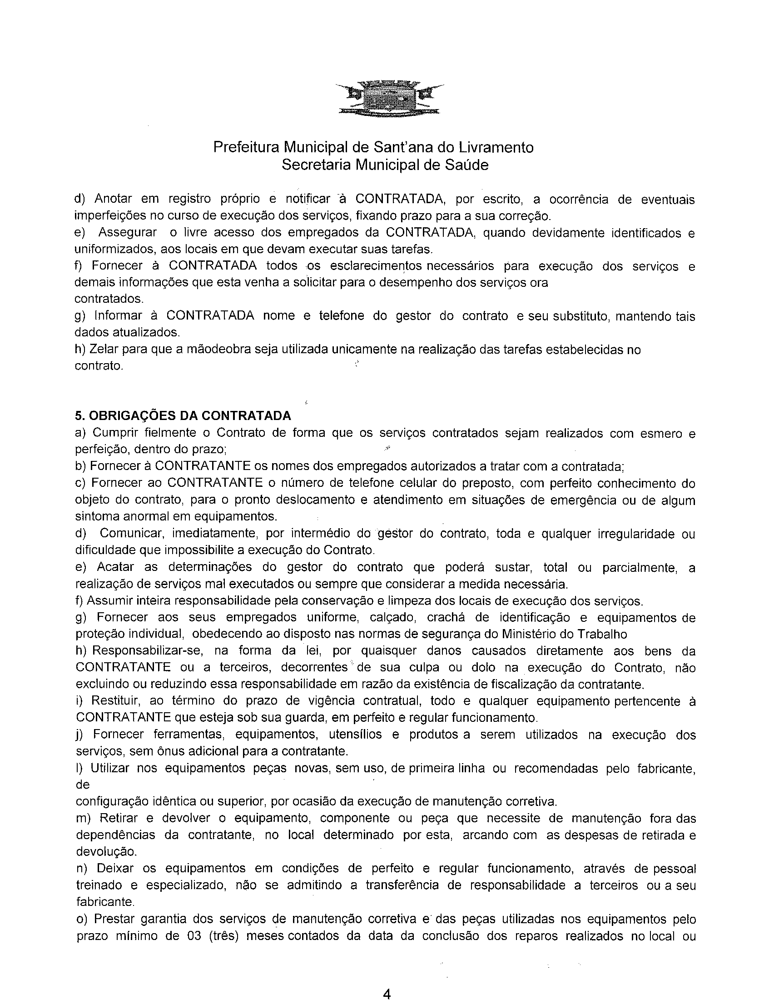 Prefeitura Municipal de Sant'ana do Livramento
Secretaria Municipal de Saúde
d) Anotar em registro próprio e notificar à CONTRATADA, por escrito, a ocorrência de eventuais
imperfeições no curso de execução dos serviços, fixando prazo para a sua correção.
e) Assegurar o livre acesso dos empregados da CONTRATADA, quando devidamente identificados e
uniformizados, aos locais em que devam executar suas tarefas.
f) Fornecer à CONTRATADA todos os esclarecimentos necessários para execução dos serviços e
demais informações que esta venha a solicitar para o desempenho dos serviços ora
contratados.
g) Informar à CONTRATADA nome e telefone do gestor do contrato e seu substituto, mantendo tais
dados atualizados.
h) Zelar para que a mãodeobra seja utilizada unicamente na realização das tarefas estabelecidas no
contrato.
5. OBRIGAÇÕES DA CONTRATADA
a) Cumprir fielmente o Contrato de forma que os serviços contratados sejam realizados com esmero e
perfeição, dentro do prazo;
b) Fornecer à CONTRATANTE os nomes dos empregados autorizados a tratar com a contratada;
c) Fornecer ao CONTRATANTE o número de telefone celular do preposto, com perfeito conhecimento do
objeto do contrato, para o pronto deslocamento e atendimento em situações de emergência ou de algum
sintoma anormal em equipamentos.
d) Comunicar, imediatamente, por intermédio do gestor do contrato, toda e qualquer irregularidade ou
dificuldade que impossibilite a execução do Contrato.
e) Acatar as determinações do gestor do contrato que poderá sustar, total ou parcialmente, a
realização de serviços mal executados ou sempre que considerar a medida necessária.
f) Assumir inteira responsabilidade pela conservação e limpeza dos locais de execução dos serviços.
g) Fornecer aos seus empregados uniforme, calçado, crachá de identificação e equipamentos de
proteção individual, obedecendo ao disposto nas normas de segurança do Ministério do Trabalho
h) Responsabilizar-se, na forma da lei, por quaisquer danos causados diretamente aos bens da
CONTRATANTE ou a terceiros, decorrentes de sua culpa ou dolo na execução do Contrato, não
excluindo ou reduzindo essa responsabilidade em razão da existência de fiscalização da contratante.
i) Restituir, ao término do prazo de vigência contratual, todo e qualquer equipamento pertencente à
CONTRATANTE que esteja sob sua guarda, em perfeito e regular funcionamento.
j) Fornecer ferramentas, equipamentos, utensílios e produtos a serem utilizados na execução dos
serviços, sem ônus adicional para a contratante.
l) Utilizar nos equipamentos peças novas, sem uso, de primeira linha ou recomendadas pelo fabricante,
de
configuração idêntica ou superior, por ocasião da execução de manutenção corretiva.
m) Retirar e devolver o equipamento, componente ou peça que necessite de manutenção fora das
dependências da contratante, no local determinado por esta, arcando com as despesas de retirada e
devolução.
n) Deixar os equipamentos em condições de perfeito e regular funcionamento, através de pessoal
treinado e especializado, não se admitindo a transferência de responsabilidade a terceiros ou a seu
fabricante.
o) Prestar garantia dos serviços de manutenção corretiva e das peças utilizadas nos equipamentos pelo
prazo mínimo de 03 (três) meses contados da data da conclusão dos reparos realizados no local ou
4